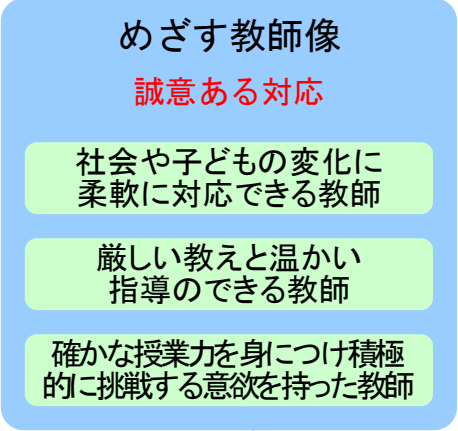 めざす教師像
誠意ある対応
社会や子どもの変化に
柔軟に対応できる教師
厳しい教えと温かい
指導のできる教師
確かな授業力を身につけ積極
的に挑戦する意欲を持った教師